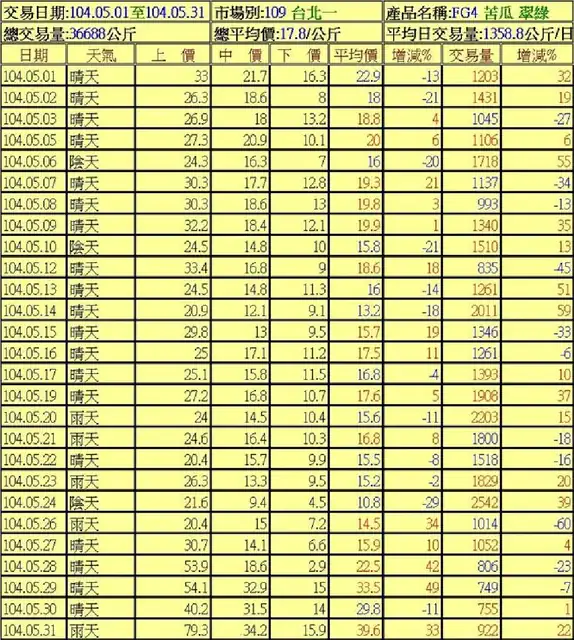 交易日期:104.05.01至104.05.31 市場別:109 台北一 產品名稱:FG4 苦瓜 翠綠
總交易量:36688公斤 總平均價:17.8/公斤 平均日交易量:1358.8公斤/日
日期 天氣 上 價 中 價 下 價 平均價 增減% 交易量 增減%
104.05.01 晴天 33 21.7 16.3 22.9 -13 1203 32
104.05.02 晴天 26.3 18.6 8 18 -21 1431 19
104.05.03 晴天 26.9 18 13.2 18.8 4 1045 -27
104.05.05 晴天 27.3 20.9 10.1 20 6 1106 6
104.05.06 陰天 24.3 16.3 7 16 -20 1718 55
104.05.07 晴天 30.3 17.7 12.8 19.3 21 1137 -34
104.05.08 晴天 30.3 18.6 13 19.8 3 993 -13
104.05.09 晴天 32.2 18.4 12.1 19.9 1 1340 35
104.05.10 陰天 24.5 14.8 10 15.8 -21 1510 13
104.05.12 晴天 33.4 16.8 9 18.6 18 835 -45
104.05.13 晴天 24.5 14.8 11.3 16 -14 1261 51
104.05.14 晴天 20.9 12.1 9.1 13.2 -18 2011 59
104.05.15 晴天 29.8 13 9.5 15.7 19 1346 -33
104.05.16 晴天 25 17.1 11.2 17.5 11 1261 -6
104.05.17 晴天 25.1 15.8 11.5 16.8 -4 1393 10
104.05.19 晴天 27.2 16.8 10.7 17.6 5 1908 37
104.05.20 雨天 24 14.5 10.4 15.6 -11 2203 15
104.05.21 雨天 24.6 16.4 10.3 16.8 8 1800 -18
104.05.22 晴天 20.4 15.7 9.9 15.5 -8 1518 -16
104.05.23 雨天 26.3 13.3 9.5 15.2 -2 1829 20
104.05.24 陰天 21.6 9.4 4.5 10.8 -29 2542 39
104.05.26 雨天 20.4 15 7.2 14.5 34 1014 -60
104.05.27 晴天 30.7 14.1 6.6 15.9 10 1052 4
104.05.28 晴天 53.9 18.6 2.9 22.5 42 806 -23
104.05.29 晴天 54.1 32.9 15 33.5 49 749 -7
104.05.30 晴天 40.2 31.5 14 29.8 -11 755 1
104.05.31 雨天 79.3 34.2 15.9 39.6 33 922 22